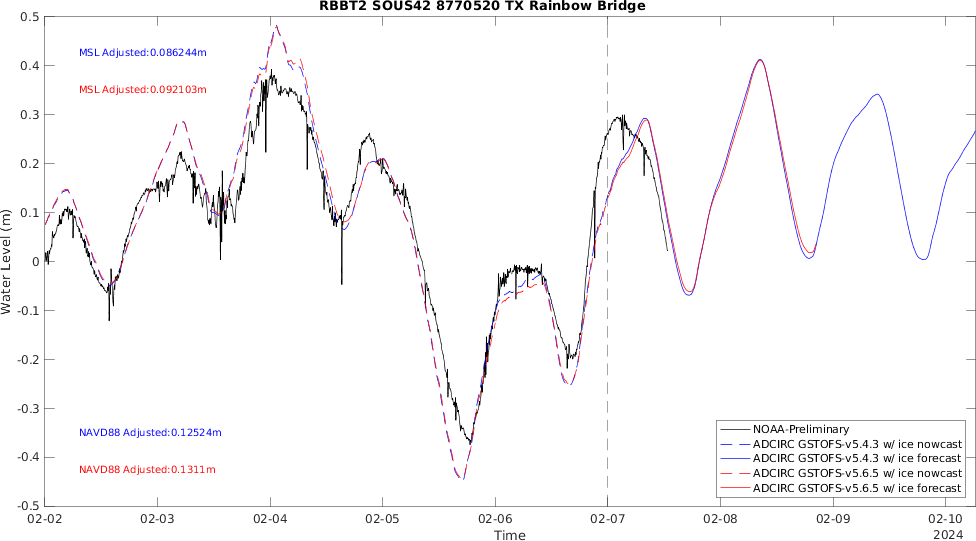 RBBT2 SOUS42 8770520 TX Rainbow Bridge
MSL Adjusted:0.086244m
MSL Adjusted:0.092103m
NAVD88 Adjusted:0.12524m
NAVD88 Adjusted:0.1311m
Water Level (m)
0.5
0.4
0.3
0.2
0.1
0
-0.1
-0.2
-0.3
-0.4
-0.5
NOAA-Preliminary
ADCIRC GSTOFS-v5.4.3 w/ ice nowcast
ADCIRC GSTOFS-v5.4.3 w/ ice forecast
ADCIRC GSTOFS-v5.6.5 w/ ice nowcast
ADCIRC GSTOFS-v5.6.5 w/ ice forecast
02-02 02-03 02-04 02-05 02-06 02-07 02-08 02-09 02-10
2024
Time